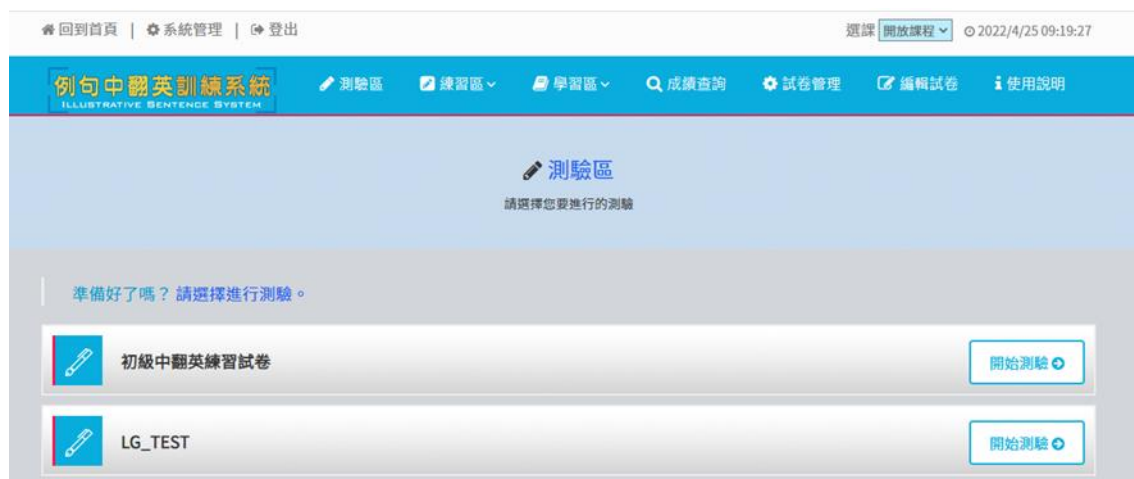 回到首頁 | 系統管理 | 登出 選課 開放課程 2022/4/25 09:19:27
例句中翻英訓練系統 測驗區 練習區 學習區 成績查詢 試卷管理 編輯試卷 使用說明
ILLUSTRATIVE SENTENCE SYSTEM
測驗區
請選擇您要進行的測驗
準備好了嗎？請選擇進行測驗。
初級中翻英練習試卷 開始測驗
LG_TEST 開始測驗